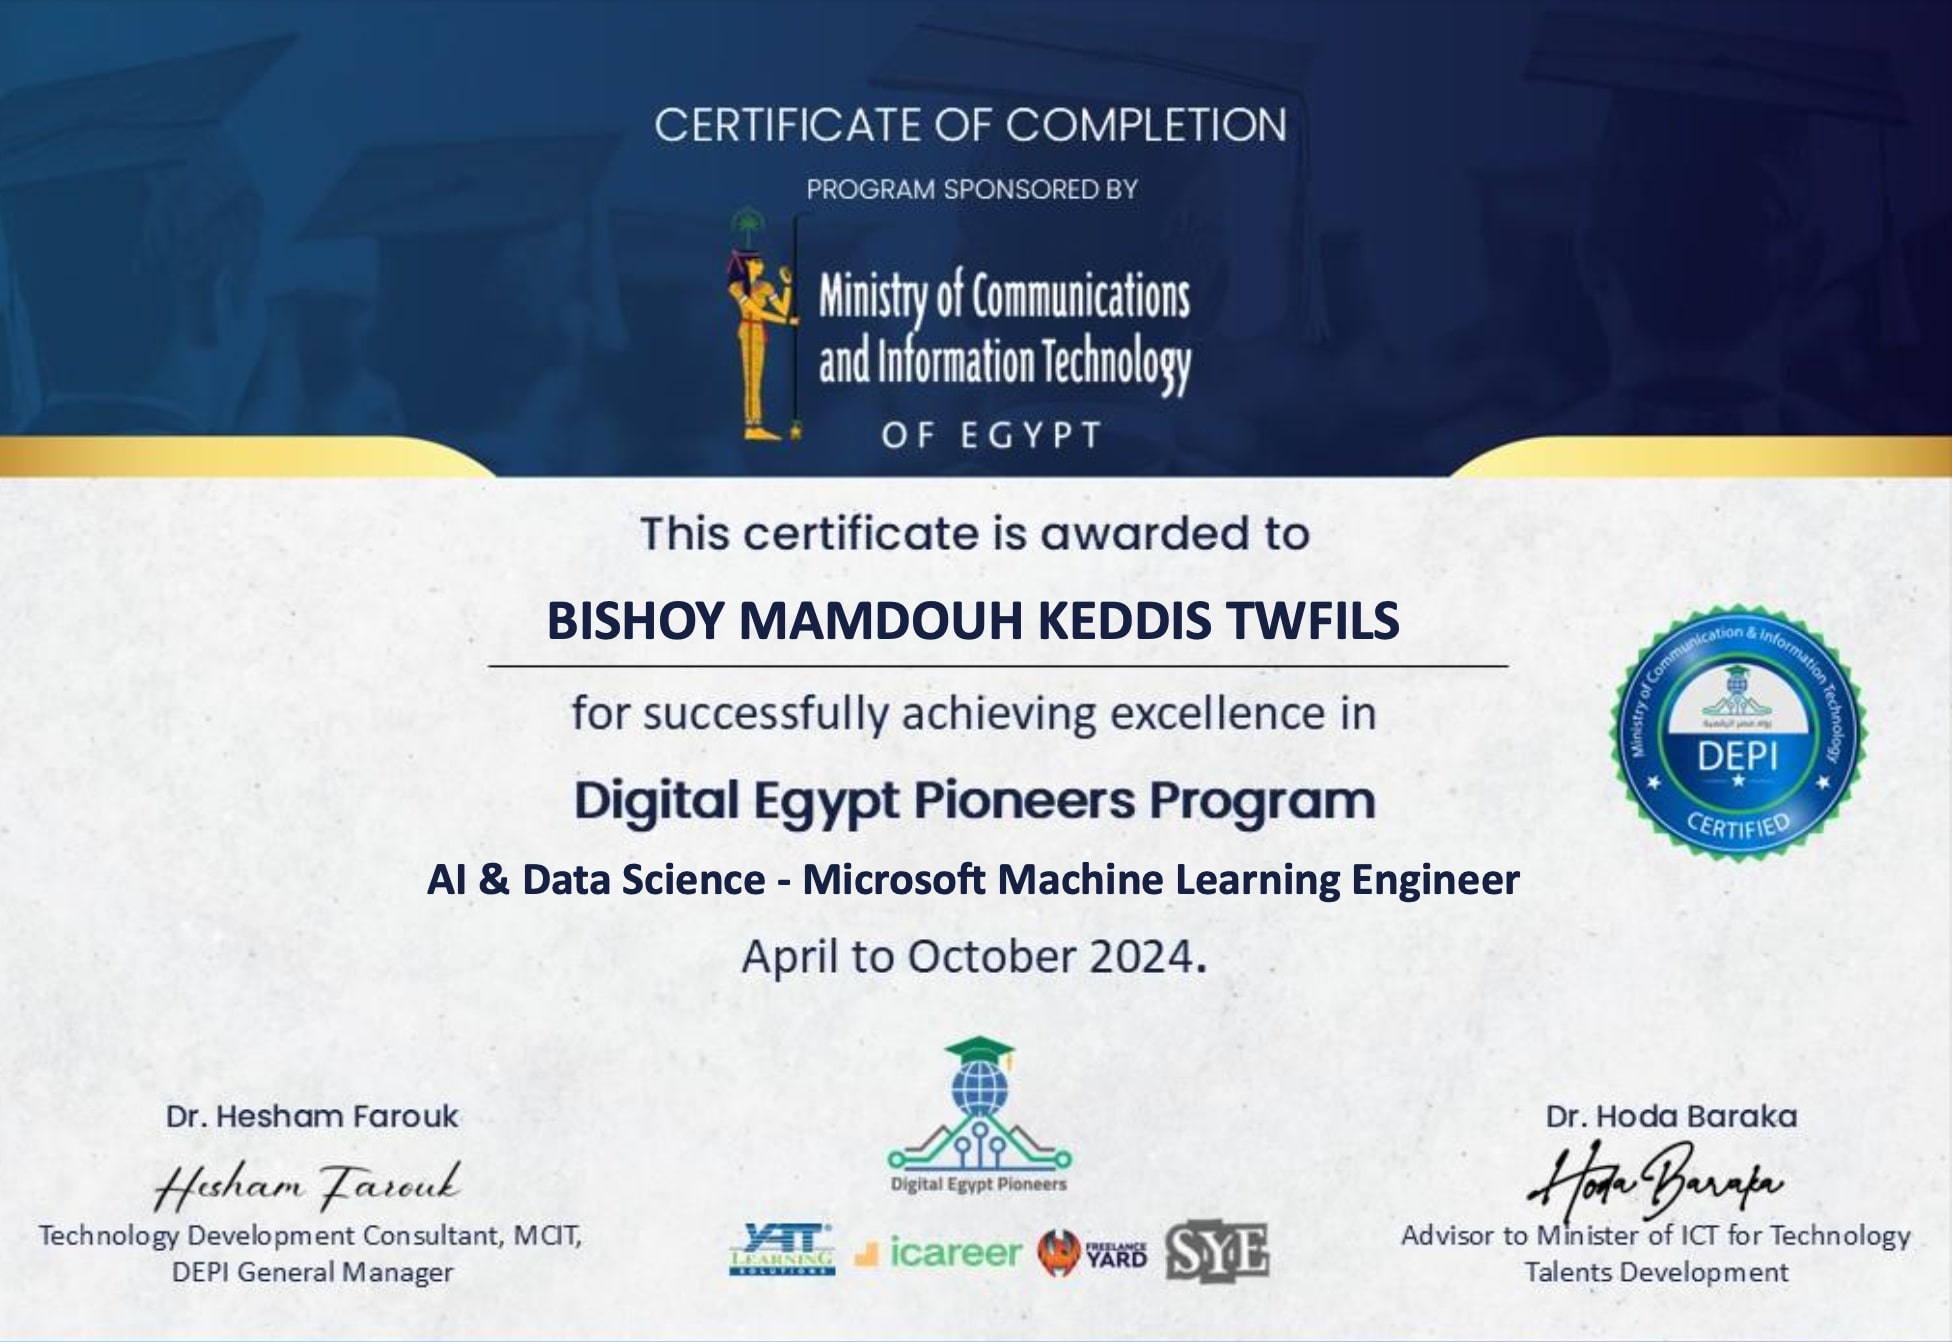 CERTIFICATE OF COMPLETION
PROGRAM SPONSORED BY
Ministry of Communications
and Information Technology
OF EGYPT
This certificate is awarded to
BISHOY MAMDOUH KEDDIS TWFILS
for successfully achieving excellence in
Digital Egypt Pioneers Program
AI & Data Science - Microsoft Machine Learning Engineer
April to October 2024.
Ministry of Communication & Information Technology
رواد مصر الرقمية
DEPI
CERTIFIED
Digital Egypt Pioneers
Dr. Hesham Farouk
Hesham Farouk
Technology Development Consultant, MCIT,
DEPI General Manager
YAT®
LEARNING
SOLUTIONS
icareer
FREELANCE
YARD
SYE
Dr. Hoda Baraka
Hoda Baraka
Advisor to Minister of ICT for Technology
Talents Development